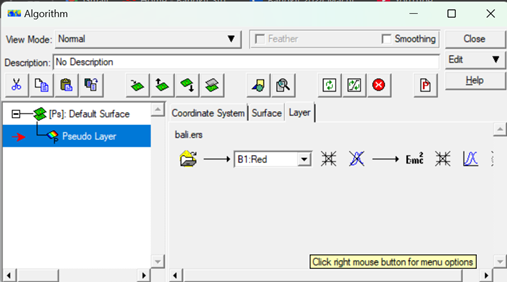 Algorithm
View Mode: Normal Feather Smoothing Close
Description: No Description Edit
Help
[Ps]: Default Surface
Pseudo Layer
Coordinate System Surface Layer
bali.ers
B1:Red Emc2
Click right mouse button for menu options